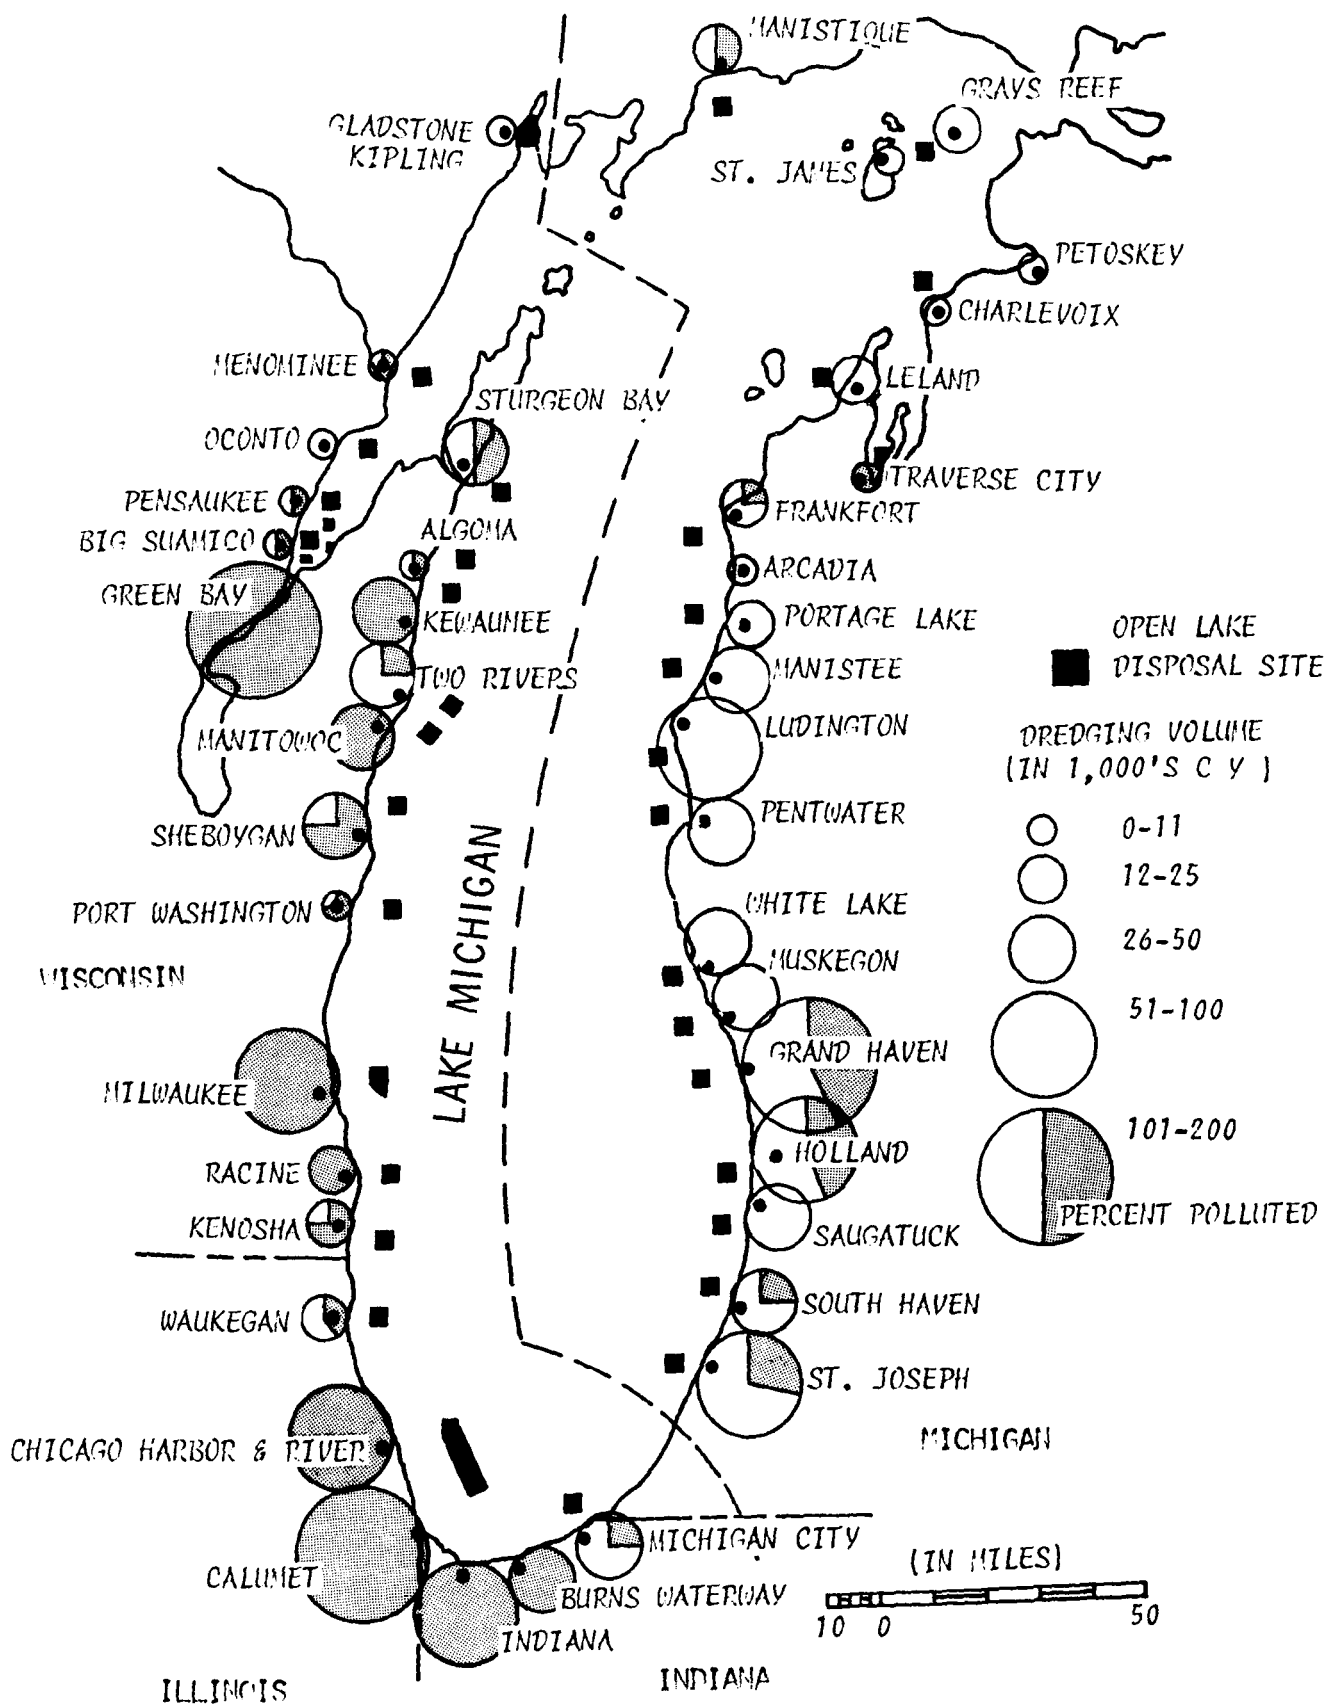 MANISTIQUE
GRAYS REEF
GLADSTONE
KIPLING
ST. JAMES
PETOSKEY
CHARLEVOIX
MENOMINEE
LELAND
STURGEON BAY
OCONTO
TRAVERSE CITY
PENSAUKEE
FRANKFORT
BIG SUAMICO
ALGOMA
ARCADIA
GREEN BAY
KEWAUNEE
PORTAGE LAKE
OPEN LAKE
DISPOSAL SITE
TWO RIVERS
MANISTEE
MANITOWOC
LUDINGTON
DREDGING VOLUME
(IN 1,000'S C Y )
SHEBOYGAN
PENTWATER
0-11
12-25
PORT WASHINGTON
WHITE LAKE
26-50
LAKE MICHIGAN
MUSKEGON
WISCONSIN
51-100
GRAND HAVEN
MILWAUKEE
101-200
HOLLAND
RACINE
PERCENT POLLUTED
KENOSHA
SAUGATUCK
WAUKEGAN
SOUTH HAVEN
ST. JOSEPH
MICHIGAN
CHICAGO HARBOR & RIVER
MICHIGAN CITY
(IN MILES)
CALUMET
BURNS WATERWAY
10 0 50
INDIANA
ILLINOIS
INDIANA